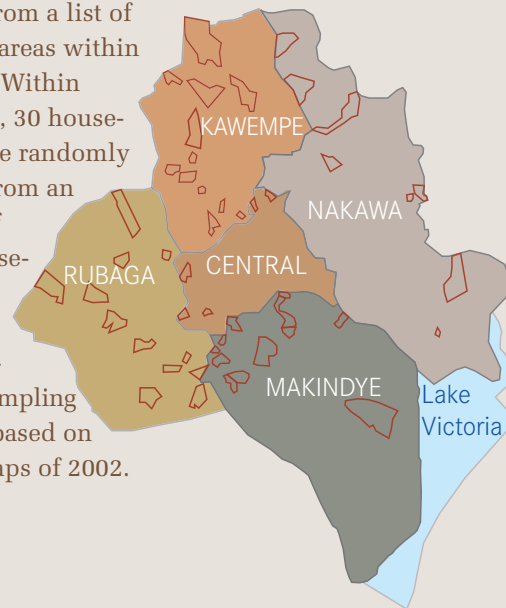 rom a list of
areas within
Within
, 30 house-
e randomly
rom an
se-
mpling
based on
aps of 2002.
KAWEMPE
NAKAWA
RUBAGA
CENTRAL
MAKINDYE
Lake
Victoria